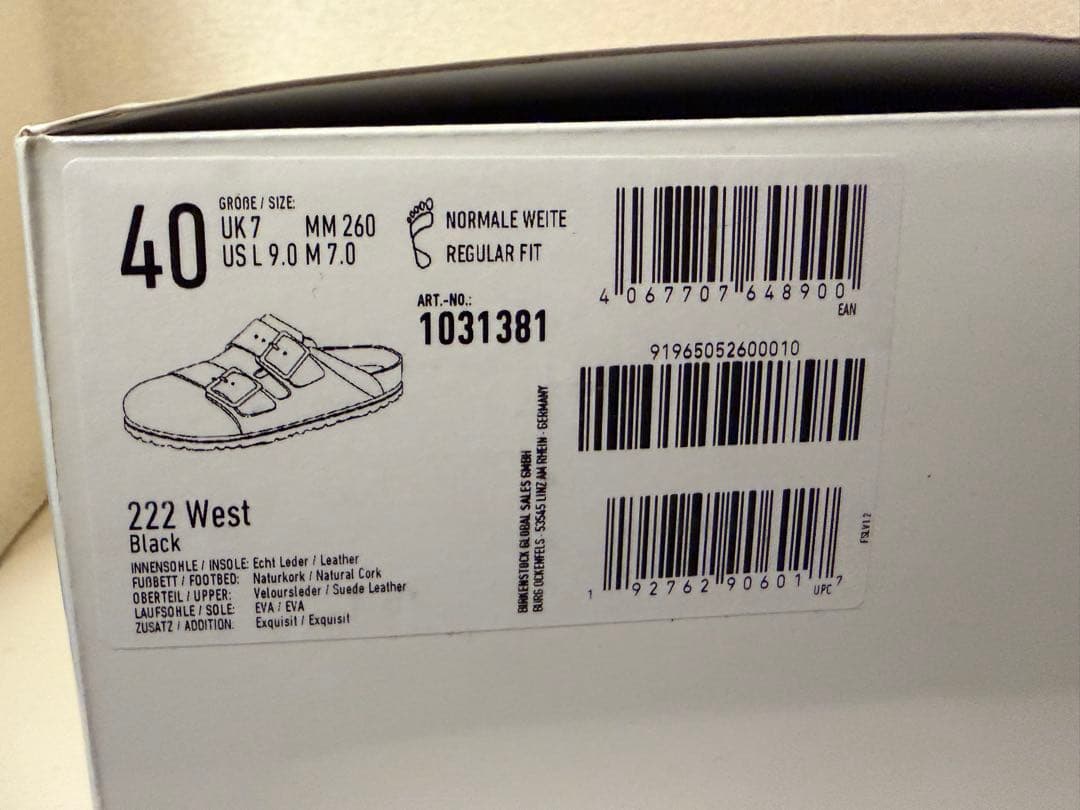 40
GRÖßE / SIZE:
UK 7 MM 260
US L 9.0 M 7.0
NORMALE WEITE
REGULAR FIT
ART.-NO.:
1031381
4 067707 648900
EAN
91965052600010
1 92762 90601 7
UPC
FSLV1.2
BIRKENSTOCK GLOBAL SALES GMBH
BURG OCKENFELS · 53545 LINZ AM RHEIN · GERMANY
222 West
Black
INNENSOHLE / INSOLE: Echt Leder / Leather
FUßBETT / FOOTBED: Naturkork / Natural Cork
OBERTEIL / UPPER: Veloursleder / Suede Leather
LAUFSOHLE / SOLE: EVA / EVA
ZUSATZ / ADDITION: Exquisit / Exquisit